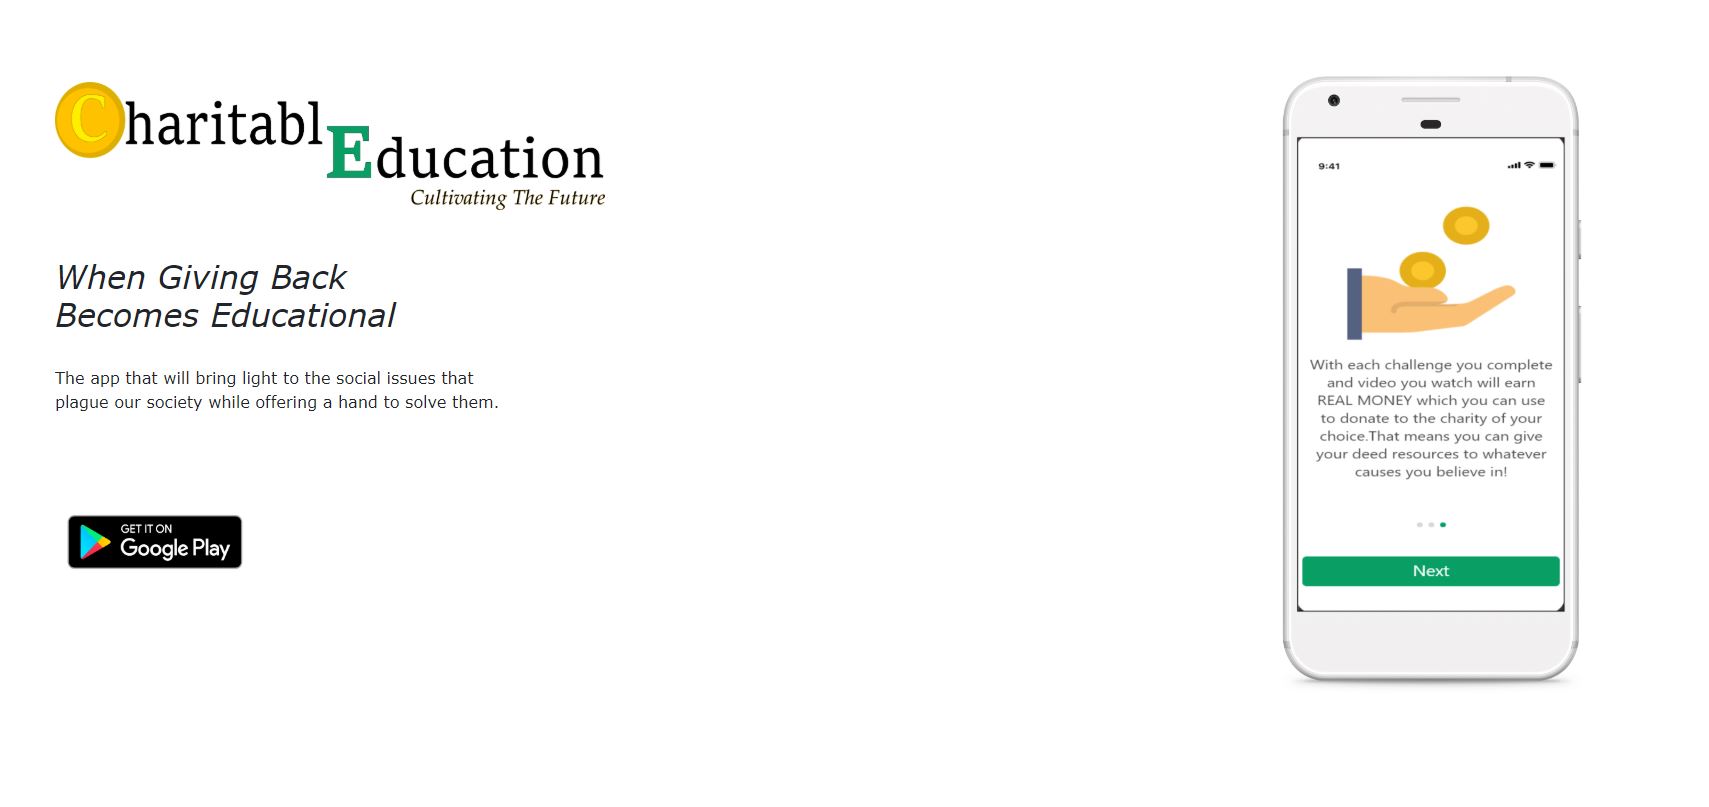 CharitablEducation
Cultivating The Future
When Giving Back
Becomes Educational
The app that will bring light to the social issues that
plague our society while offering a hand to solve them.
GET IT ON
Google Play
9:41
With each challenge you complete
and video you watch will earn
REAL MONEY which you can use
to donate to the charity of your
choice.That means you can give
your deed resources to whatever
causes you believe in!
Next